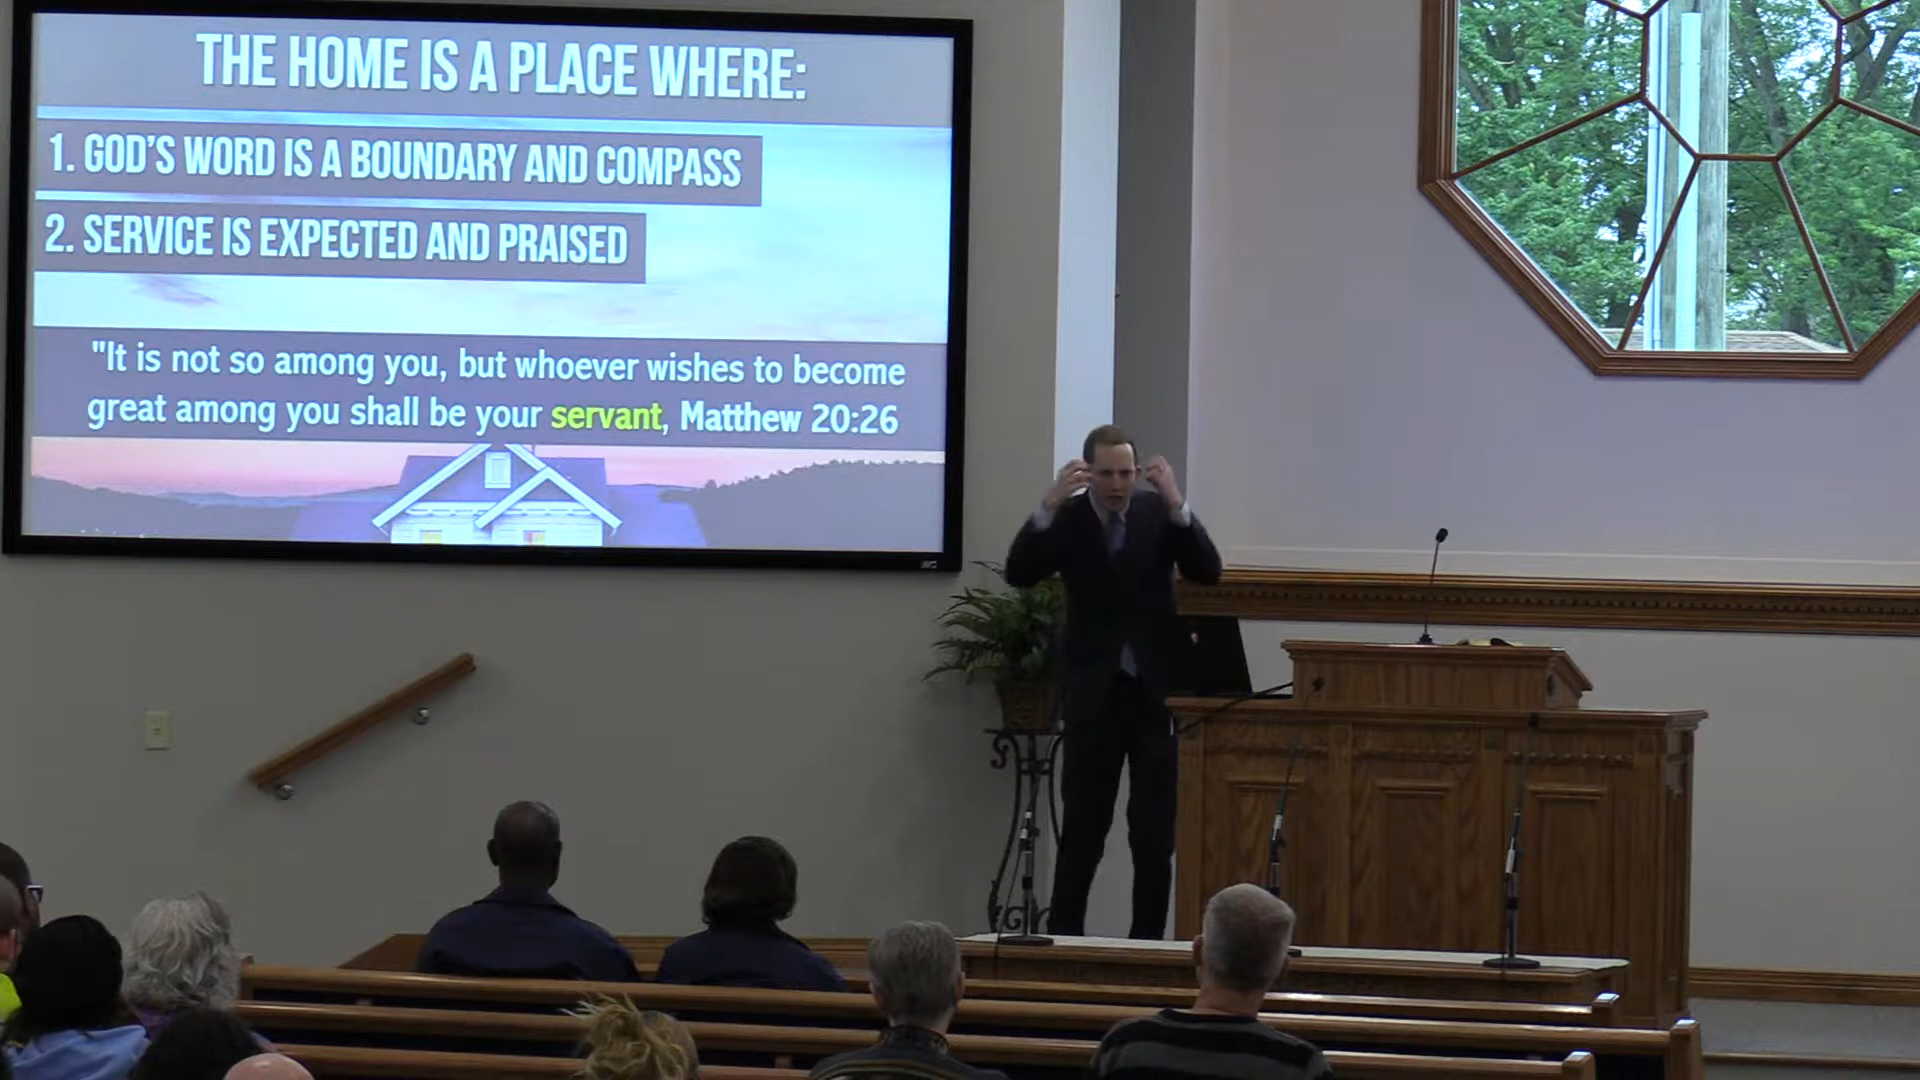 THE HOME IS A PLACE WHERE:
1. GOD'S WORD IS A BOUNDARY AND COMPASS
2. SERVICE IS EXPECTED AND PRAISED
"It is not so among you, but whoever wishes to become
great among you shall be your servant, Matthew 20:26